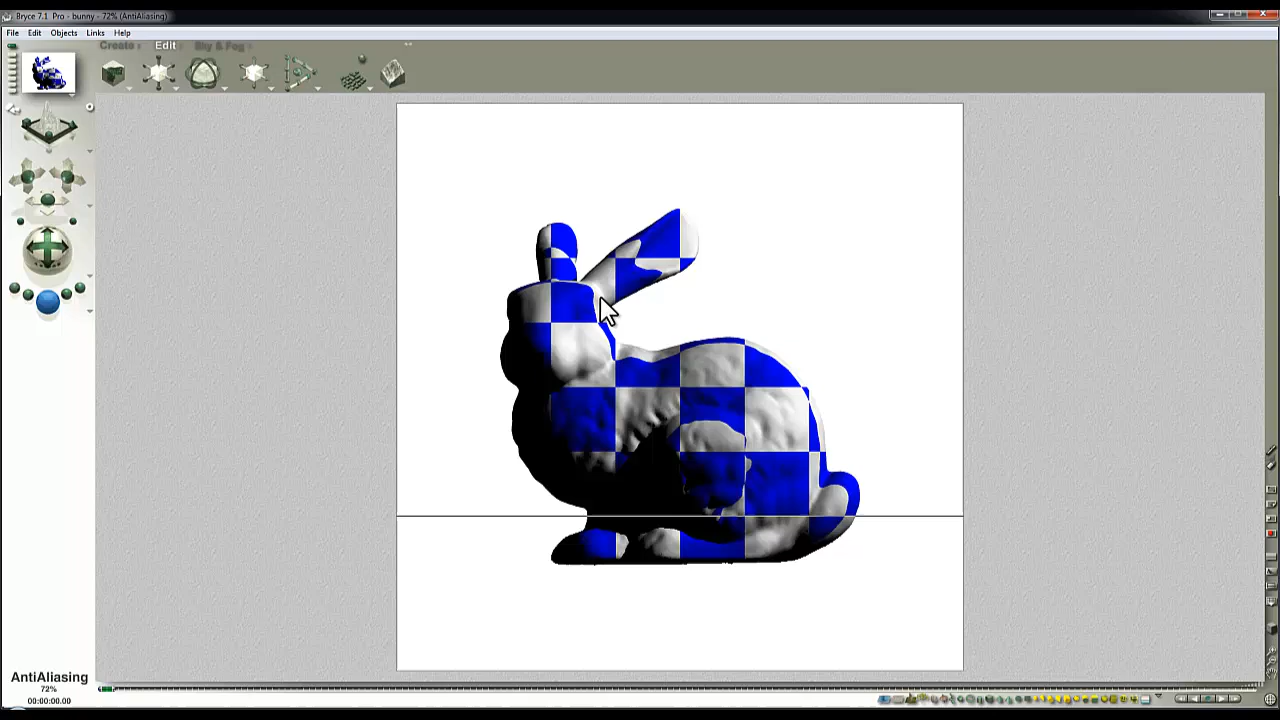 Bryce 7.1 Pro - bunny - 72% (AntiAliasing)
File Edit Objects Links Help
Create Edit Sky & Fog
AntiAliasing
72%
00:00:00.00